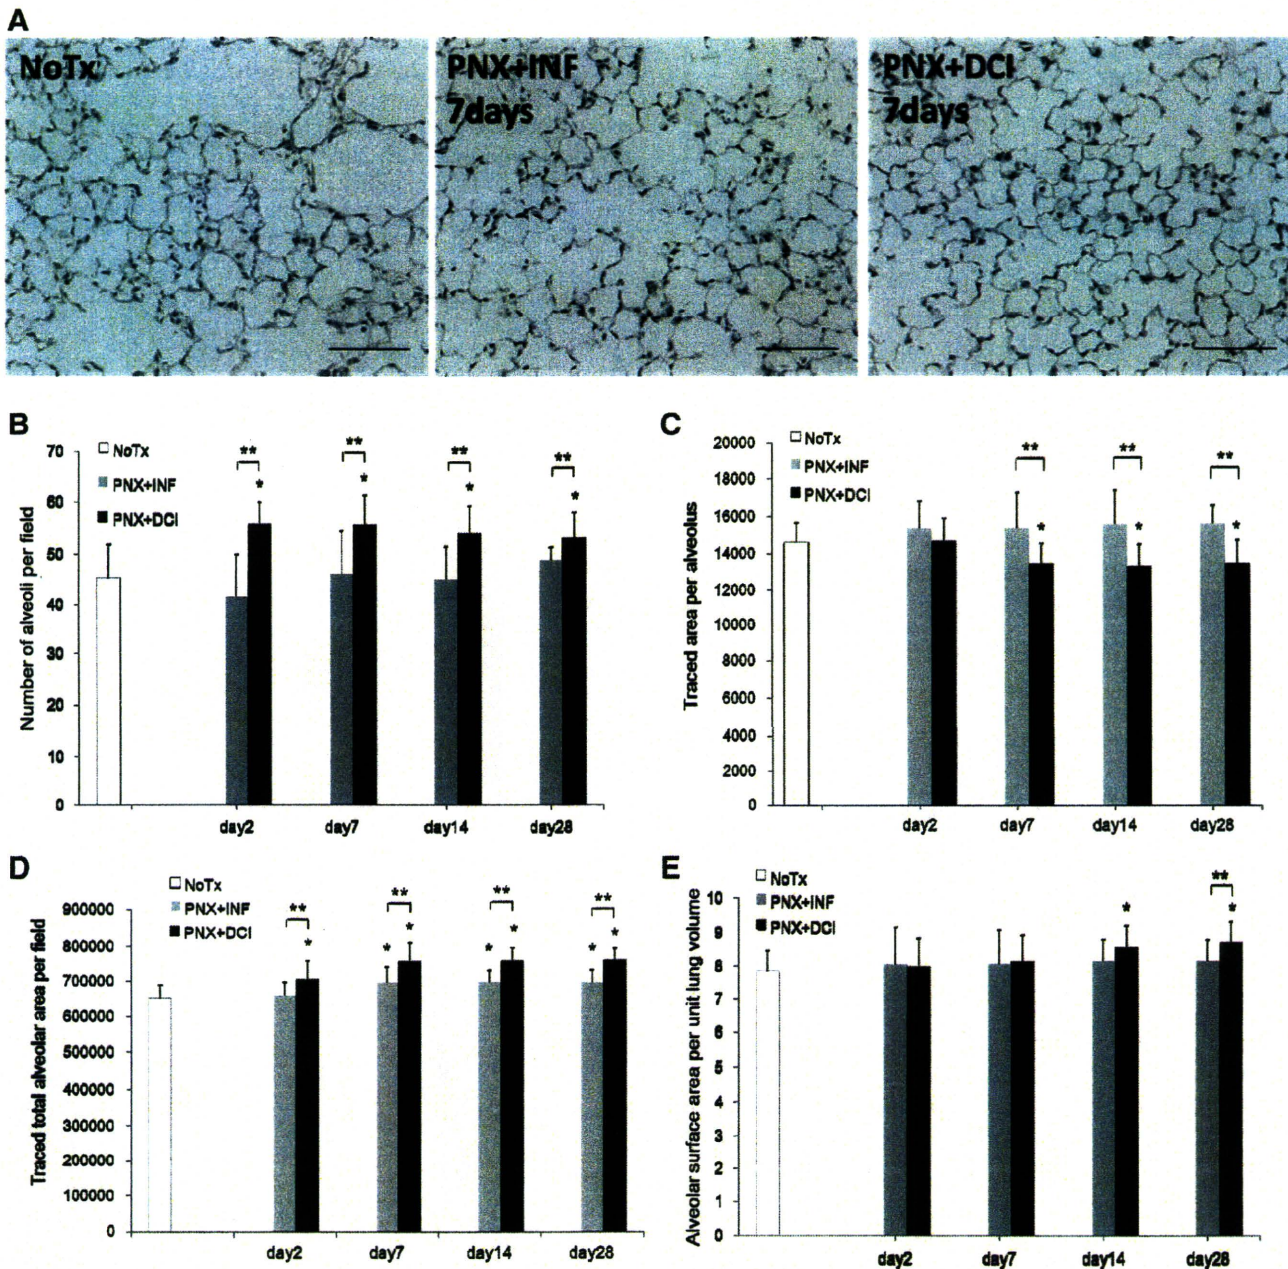 A
NoTx
PNX+INF
7days
PNX+DCI
7days
B
Number of alveoli per field
70
60
50
40
30
20
10
0
NoTx
PNX+INF
PNX+DCI
**
*
**
*
**
*
**
*
day2
day7
day14
day28
C
Traced area per alveolus
20000
18000
16000
14000
12000
10000
8000
6000
4000
2000
0
NoTx
PNX+INF
PNX+DCI
**
*
**
*
**
*
day2
day7
day14
day28
D
Traced total alveolar area per field
900000
800000
700000
600000
500000
400000
300000
200000
100000
0
NoTx
PNX+INF
PNX+DCI
**
*
**
* *
**
* *
**
* *
day2
day7
day14
day28
E
Alveolar surface area per unit lung volume
10
9
8
7
6
5
4
3
2
1
0
NoTx
PNX+INF
PNX+DCI
*
**
*
day2
day7
day14
day28